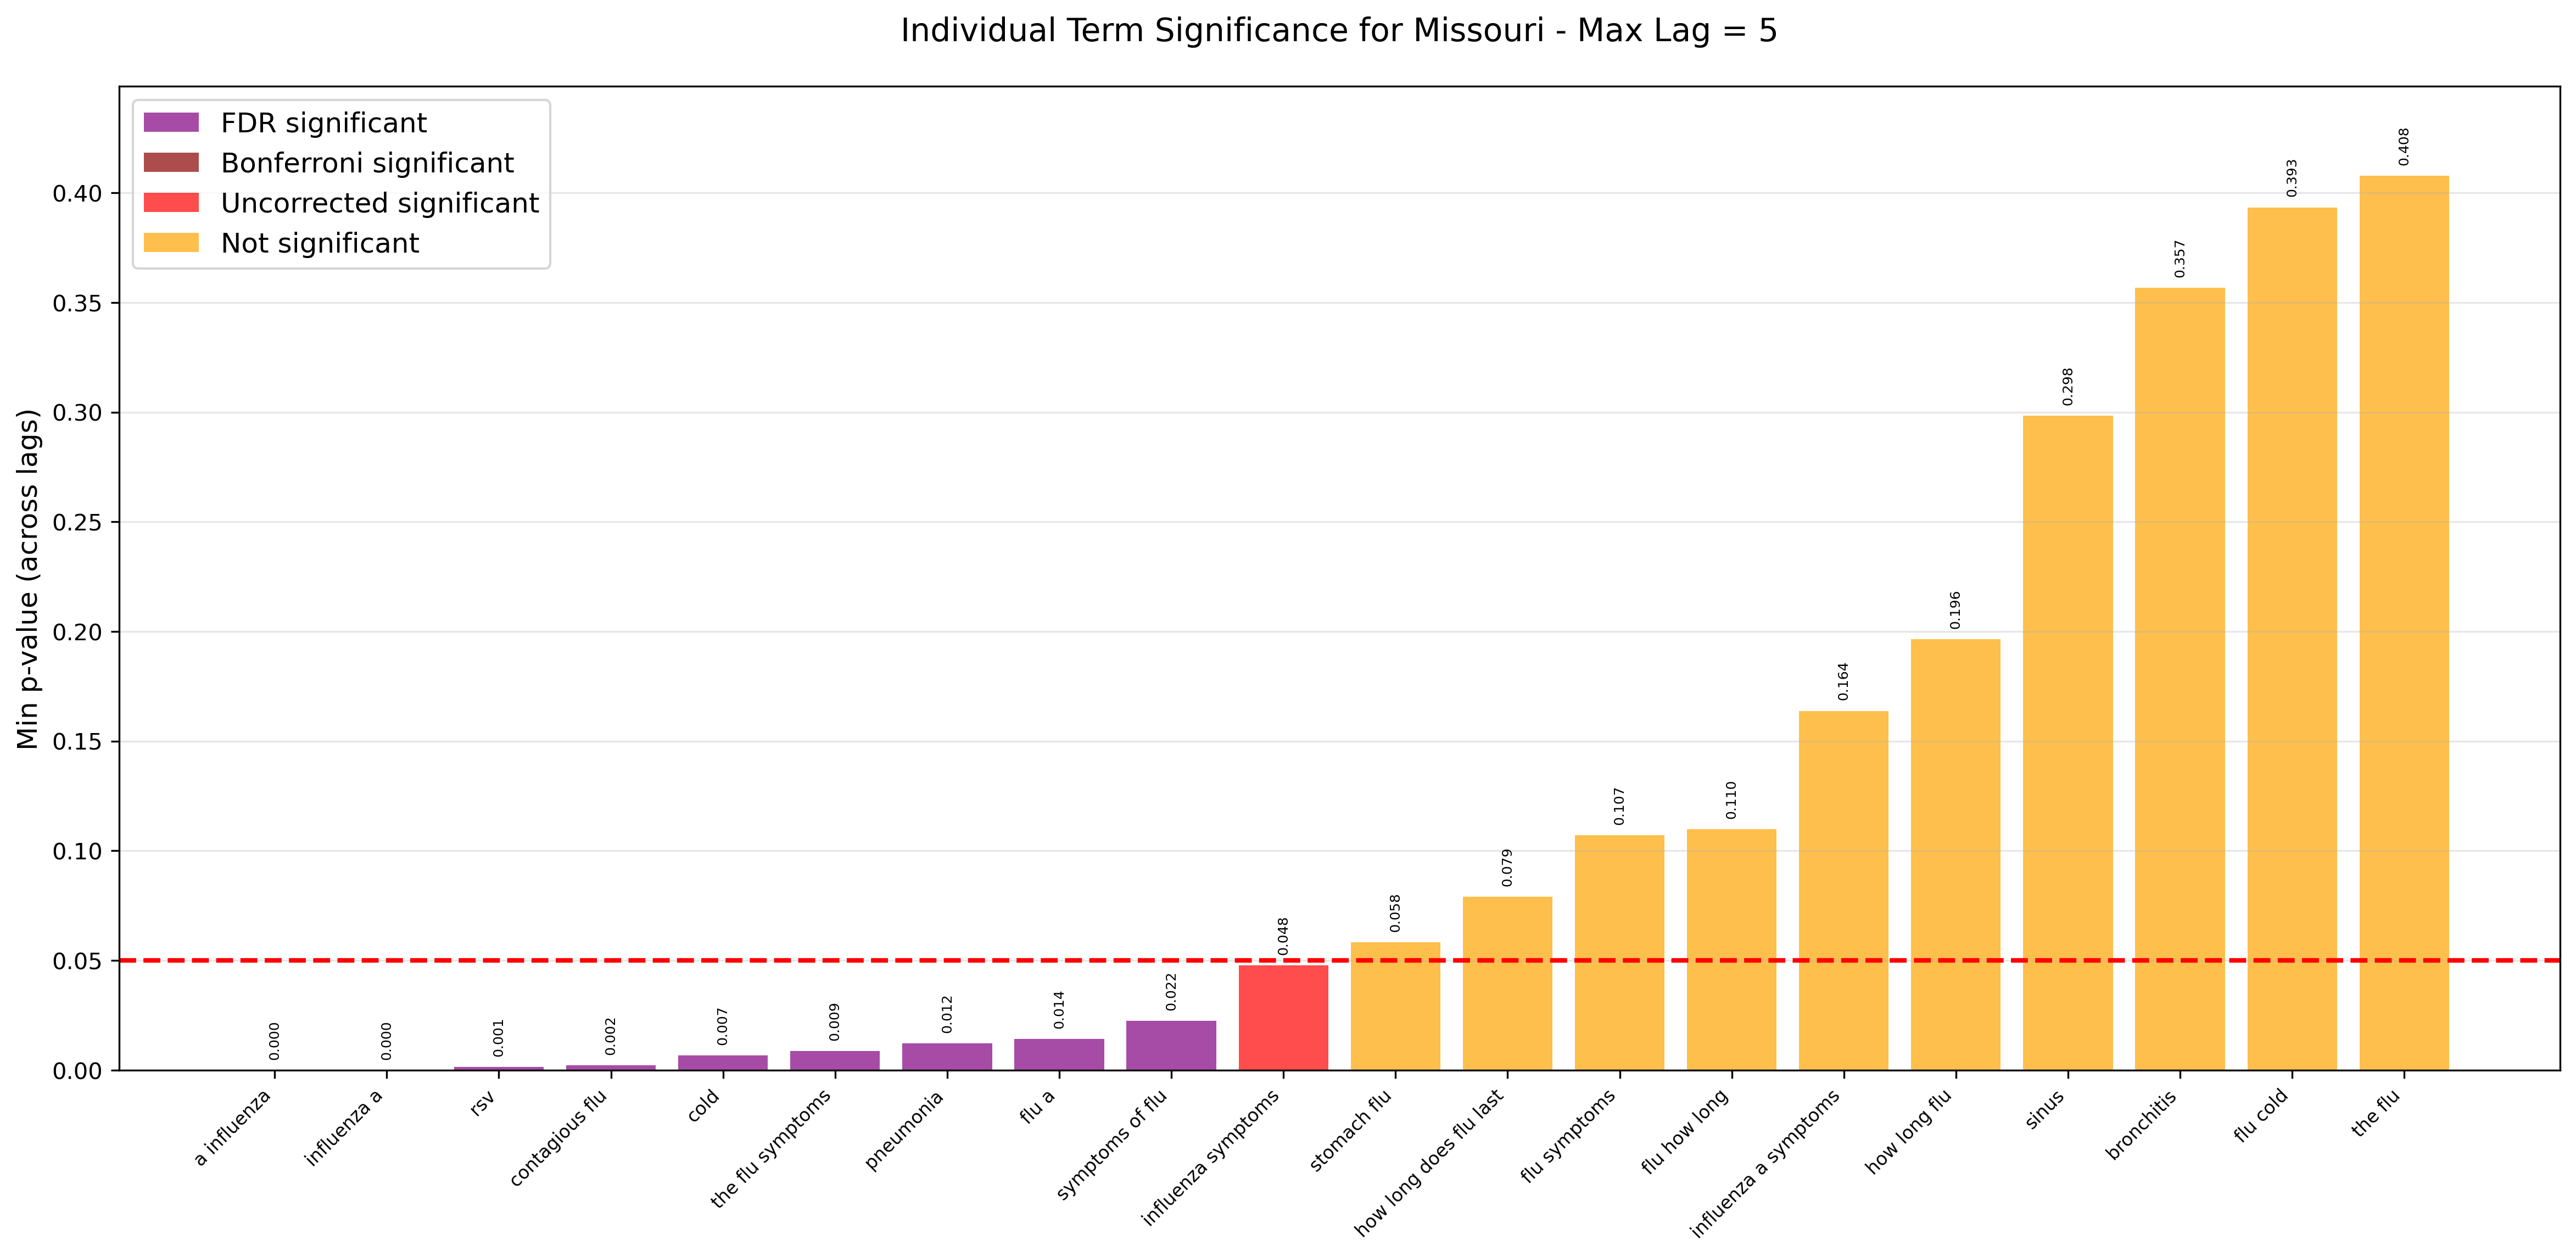 Individual Term Significance for Missouri - Max Lag = 5
FDR significant
Bonferroni significant
Uncorrected significant
Not significant
Min p-value (across lags)
0.40
0.35
0.30
0.25
0.20
0.15
0.10
0.05
0.00
0.000
0.000
0.001
0.002
0.007
0.009
0.012
0.014
0.022
0.048
0.058
0.079
0.107
0.110
0.164
0.196
0.298
0.357
0.393
0.408
a influenza
influenza a
rsv
contagious flu
cold
the flu symptoms
pneumonia
flu a
symptoms of flu
influenza symptoms
stomach flu
how long does flu last
flu symptoms
flu how long
influenza a symptoms
how long flu
sinus
bronchitis
flu cold
the flu